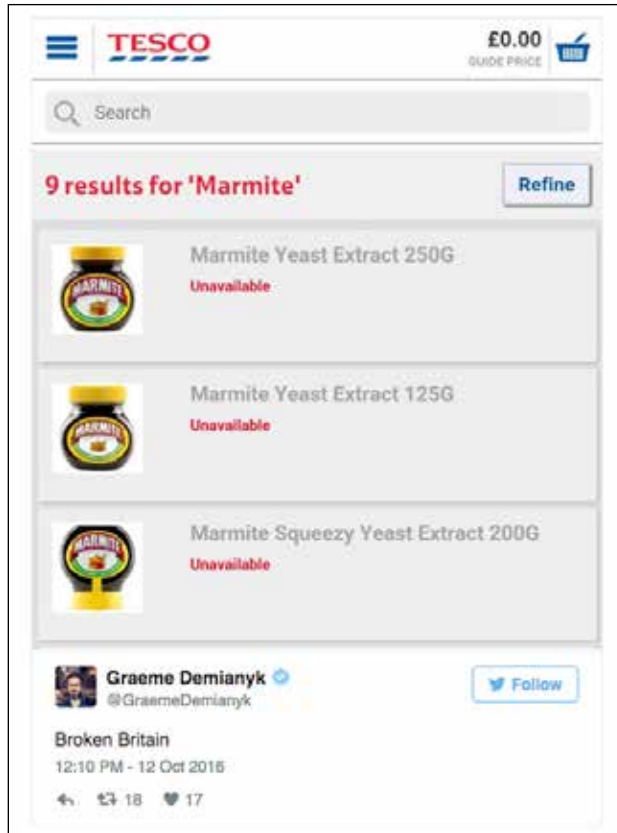 TESCO
£0.00
GUIDE PRICE
Search
9 results for 'Marmite'
Refine
MARMITE
Marmite Yeast Extract 250G
Unavailable
MARMITE
Marmite Yeast Extract 125G
Unavailable
MARMITE
Marmite Squeezy Yeast Extract 200G
Unavailable
Graeme Demianyk
@GraemeDemianyk
Follow
Broken Britain
12:10 PM - 12 Oct 2016
18 17